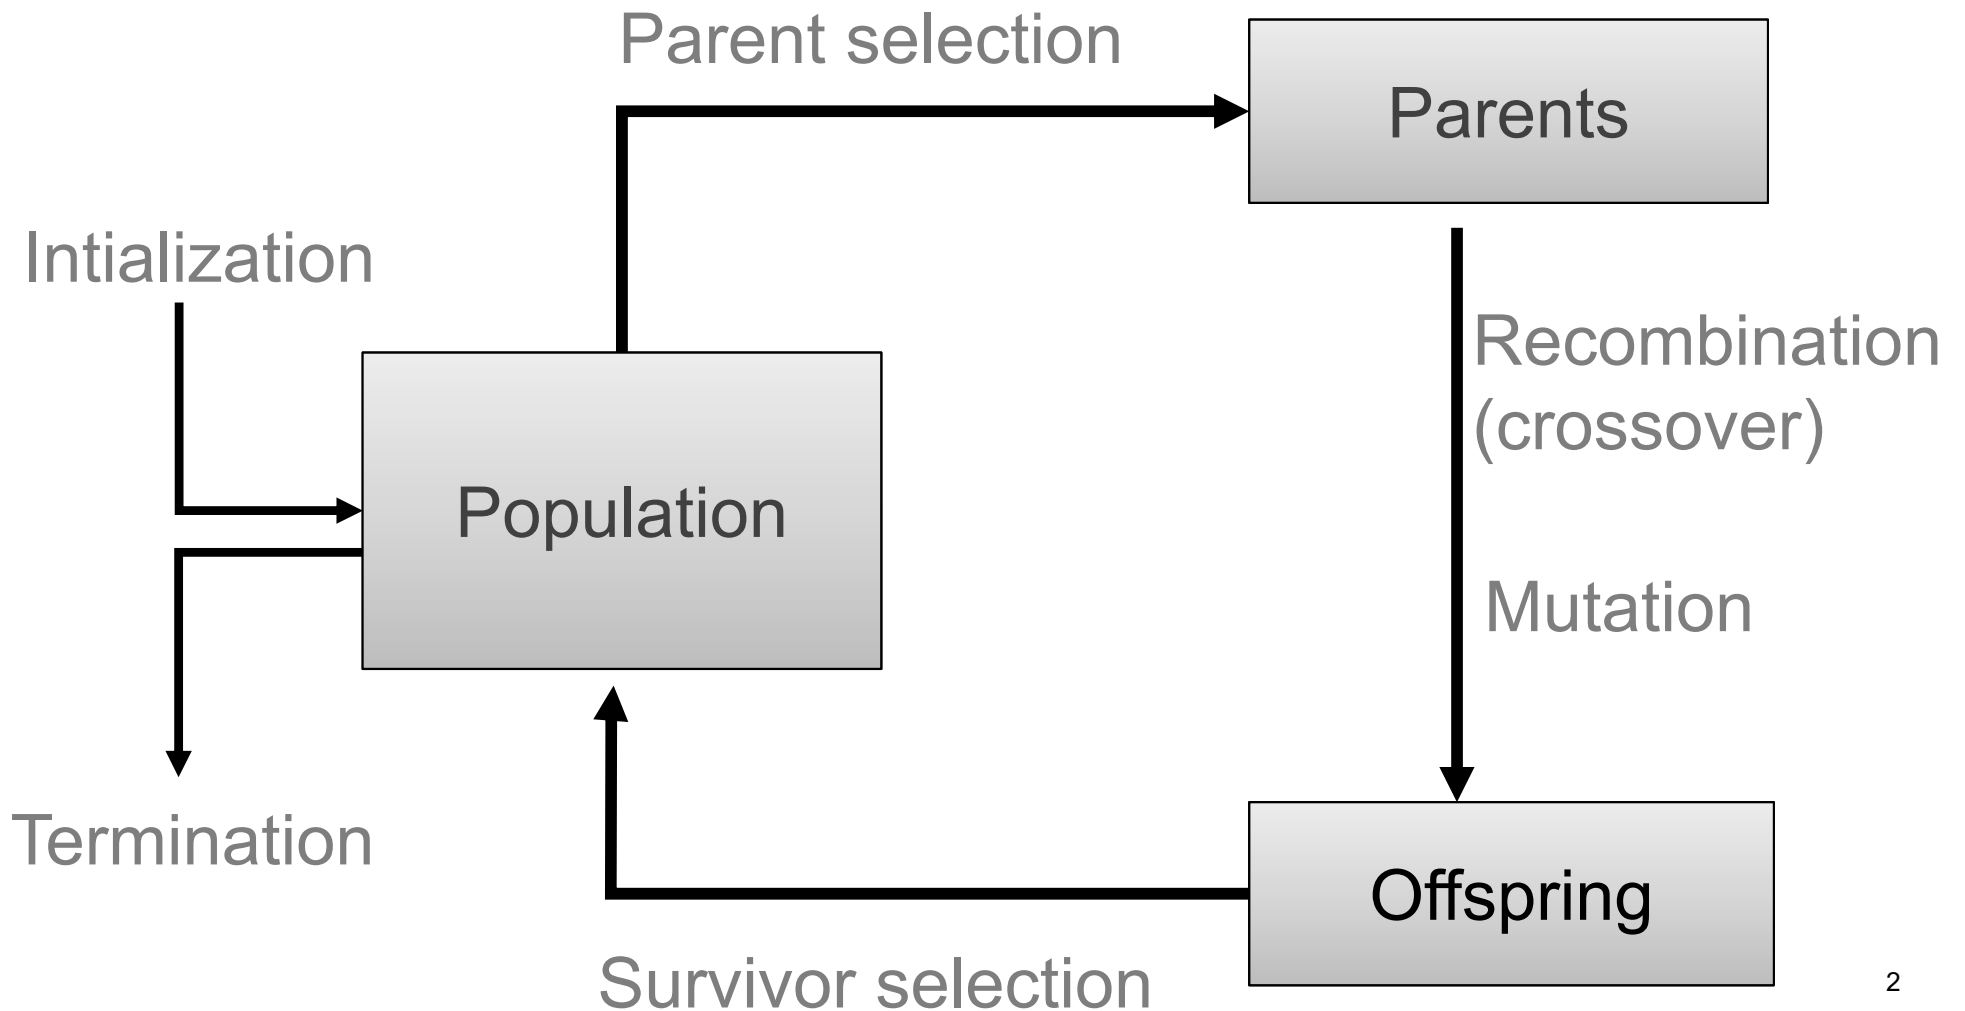 Parent selection
Parents
Intialization
Recombination
(crossover)
Population
Mutation
Termination
Offspring
Survivor selection
2